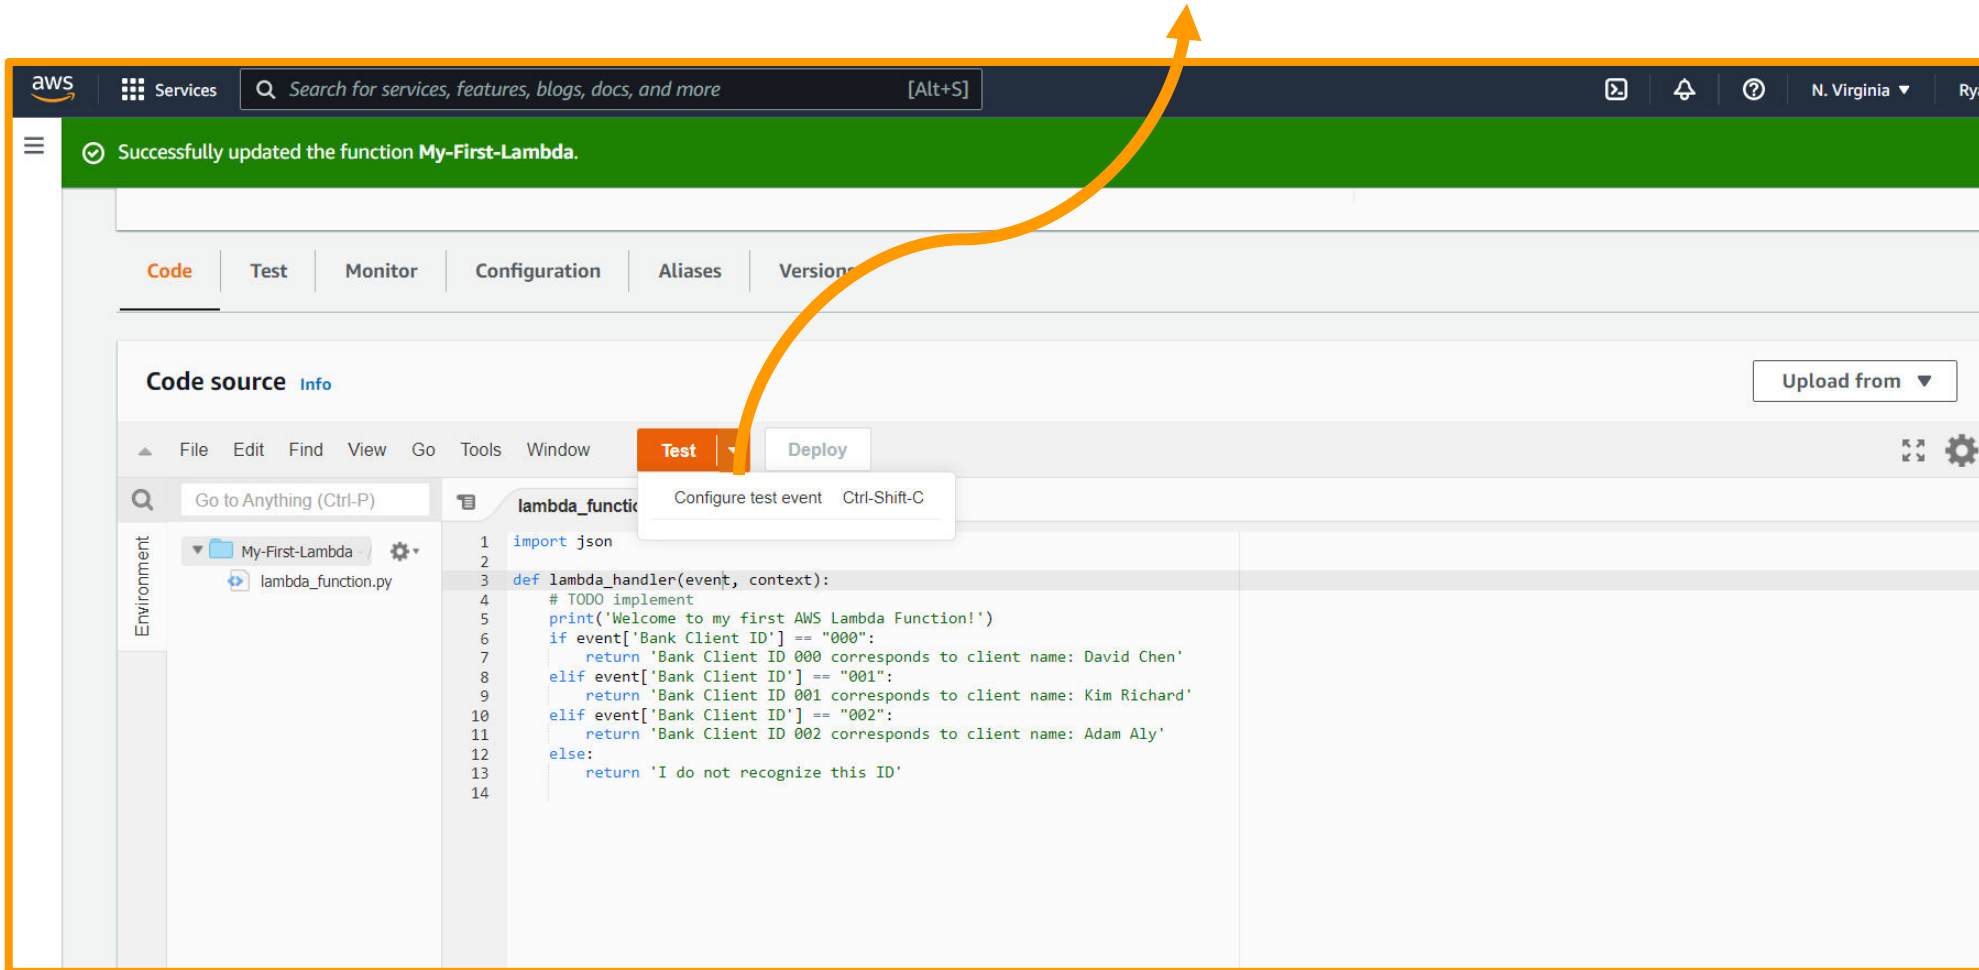 aws Services Search for services, features, blogs, docs, and more [Alt+S] N. Virginia
Successfully updated the function My-First-Lambda.
Code Test Monitor Configuration Aliases Versions
Code source Info Upload from
File Edit Find View Go Tools Window Test Deploy
Configure test event Ctrl-Shift-C
Go to Anything (Ctrl-P)
Environment
My-First-Lambda
lambda_function.py
1 import json
2
3 def lambda_handler(event, context):
4 # TODO implement
5 print('Welcome to my first AWS Lambda Function!')
6 if event['Bank Client ID'] == "000":
7 return 'Bank Client ID 000 corresponds to client name: David Chen'
8 elif event['Bank Client ID'] == "001":
9 return 'Bank Client ID 001 corresponds to client name: Kim Richard'
10 elif event['Bank Client ID'] == "002":
11 return 'Bank Client ID 002 corresponds to client name: Adam Aly'
12 else:
13 return 'I do not recognize this ID'
14